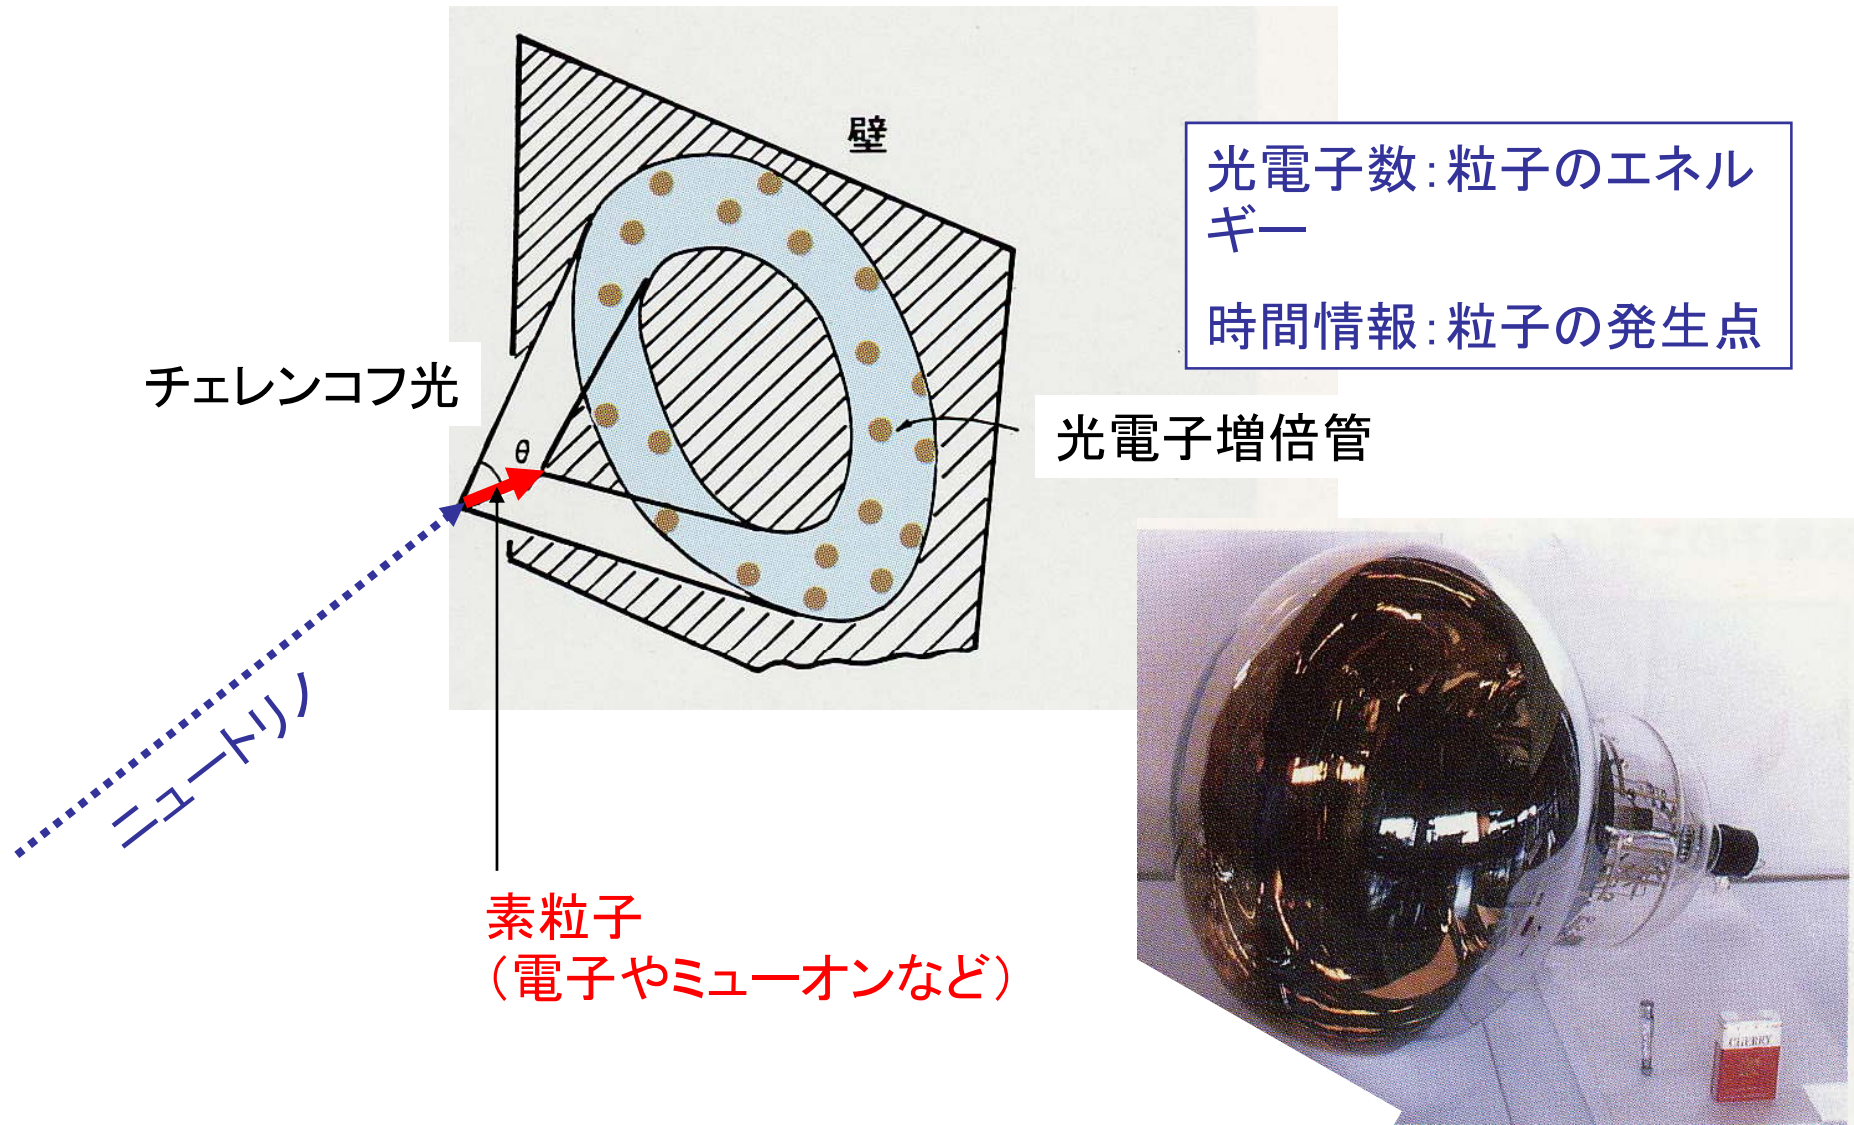 壁
光電子数：粒子のエネル
ギー
時間情報：粒子の発生点
チェレンコフ光
θ
光電子増倍管
ニュートリノ
素粒子
（電子やミューオンなど）
CHERRY